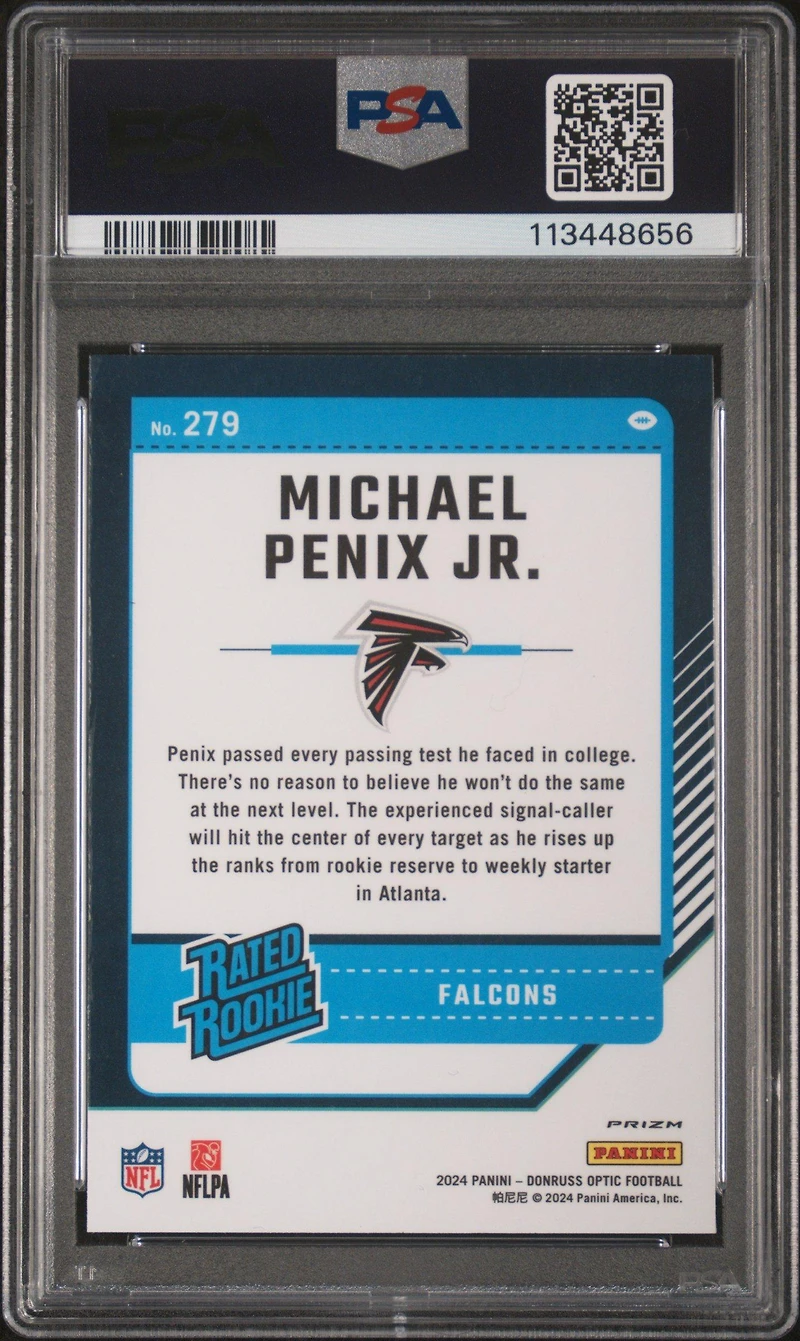 PSA
113448656
No. 279
MICHAEL
PENIX JR.
Penix passed every passing test he faced in college.
There's no reason to believe he won't do the same
at the next level. The experienced signal-caller
will hit the center of every target as he rises up
the ranks from rookie reserve to weekly starter
in Atlanta.
RATED
ROOKIE
FALCONS
PRIZM
PANINI
NFL
NFLPA
2024 PANINI – DONRUSS OPTIC FOOTBALL
帕尼尼 © 2024 Panini America, Inc.
PSA